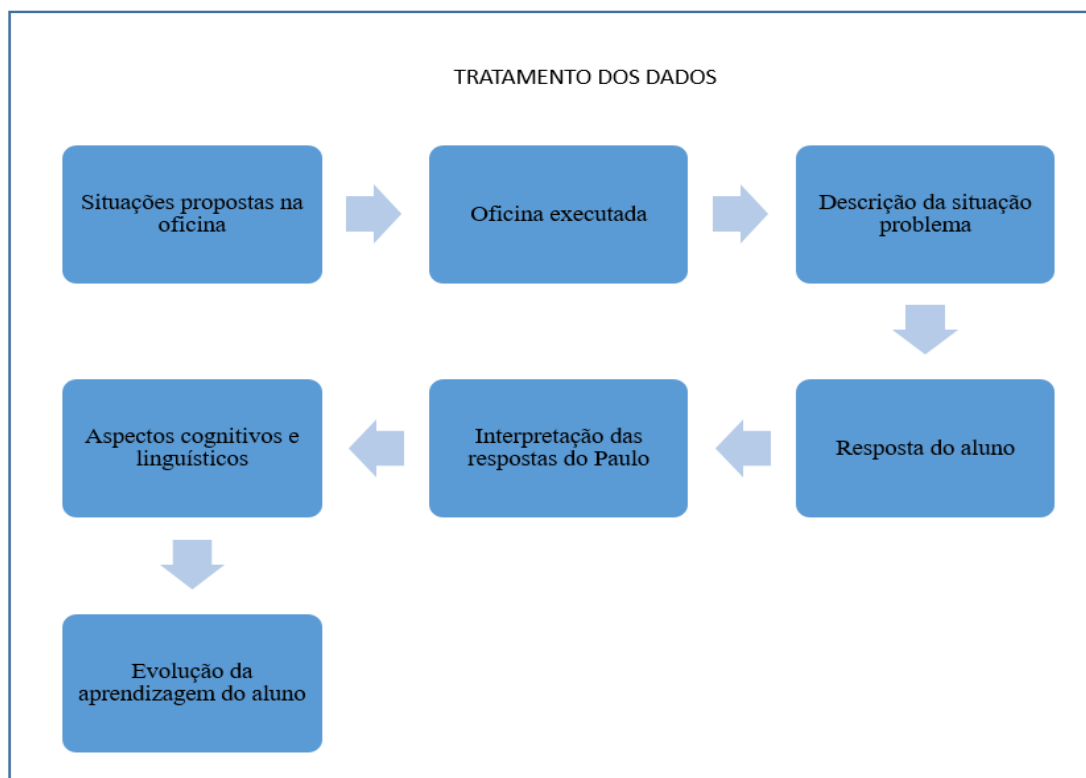 TRATAMENTO DOS DADOS
Situações propostas na
oficina
Oficina executada
Descrição da situação
problema
Resposta do aluno
Interpretação das
respostas do Paulo
Aspectos cognitivos e
linguísticos
Evolução da
aprendizagem do aluno